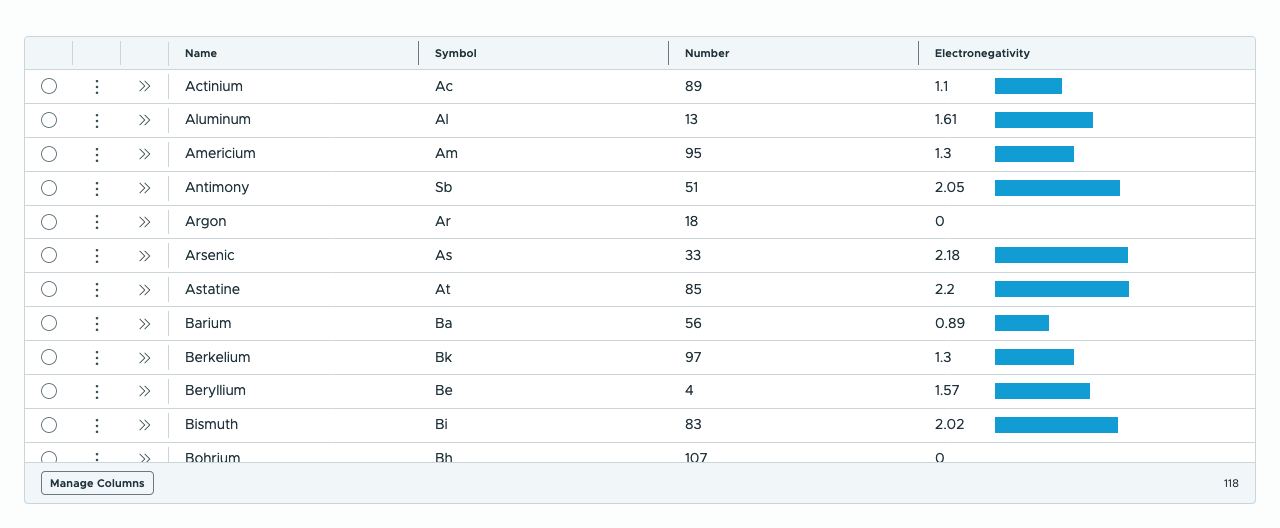 Name Symbol Number Electronegativity
Actinium Ac 89 1.1
Aluminum Al 13 1.61
Americium Am 95 1.3
Antimony Sb 51 2.05
Argon Ar 18 0
Arsenic As 33 2.18
Astatine At 85 2.2
Barium Ba 56 0.89
Berkelium Bk 97 1.3
Beryllium Be 4 1.57
Bismuth Bi 83 2.02
Bohrium Bh 107 0
Manage Columns 118